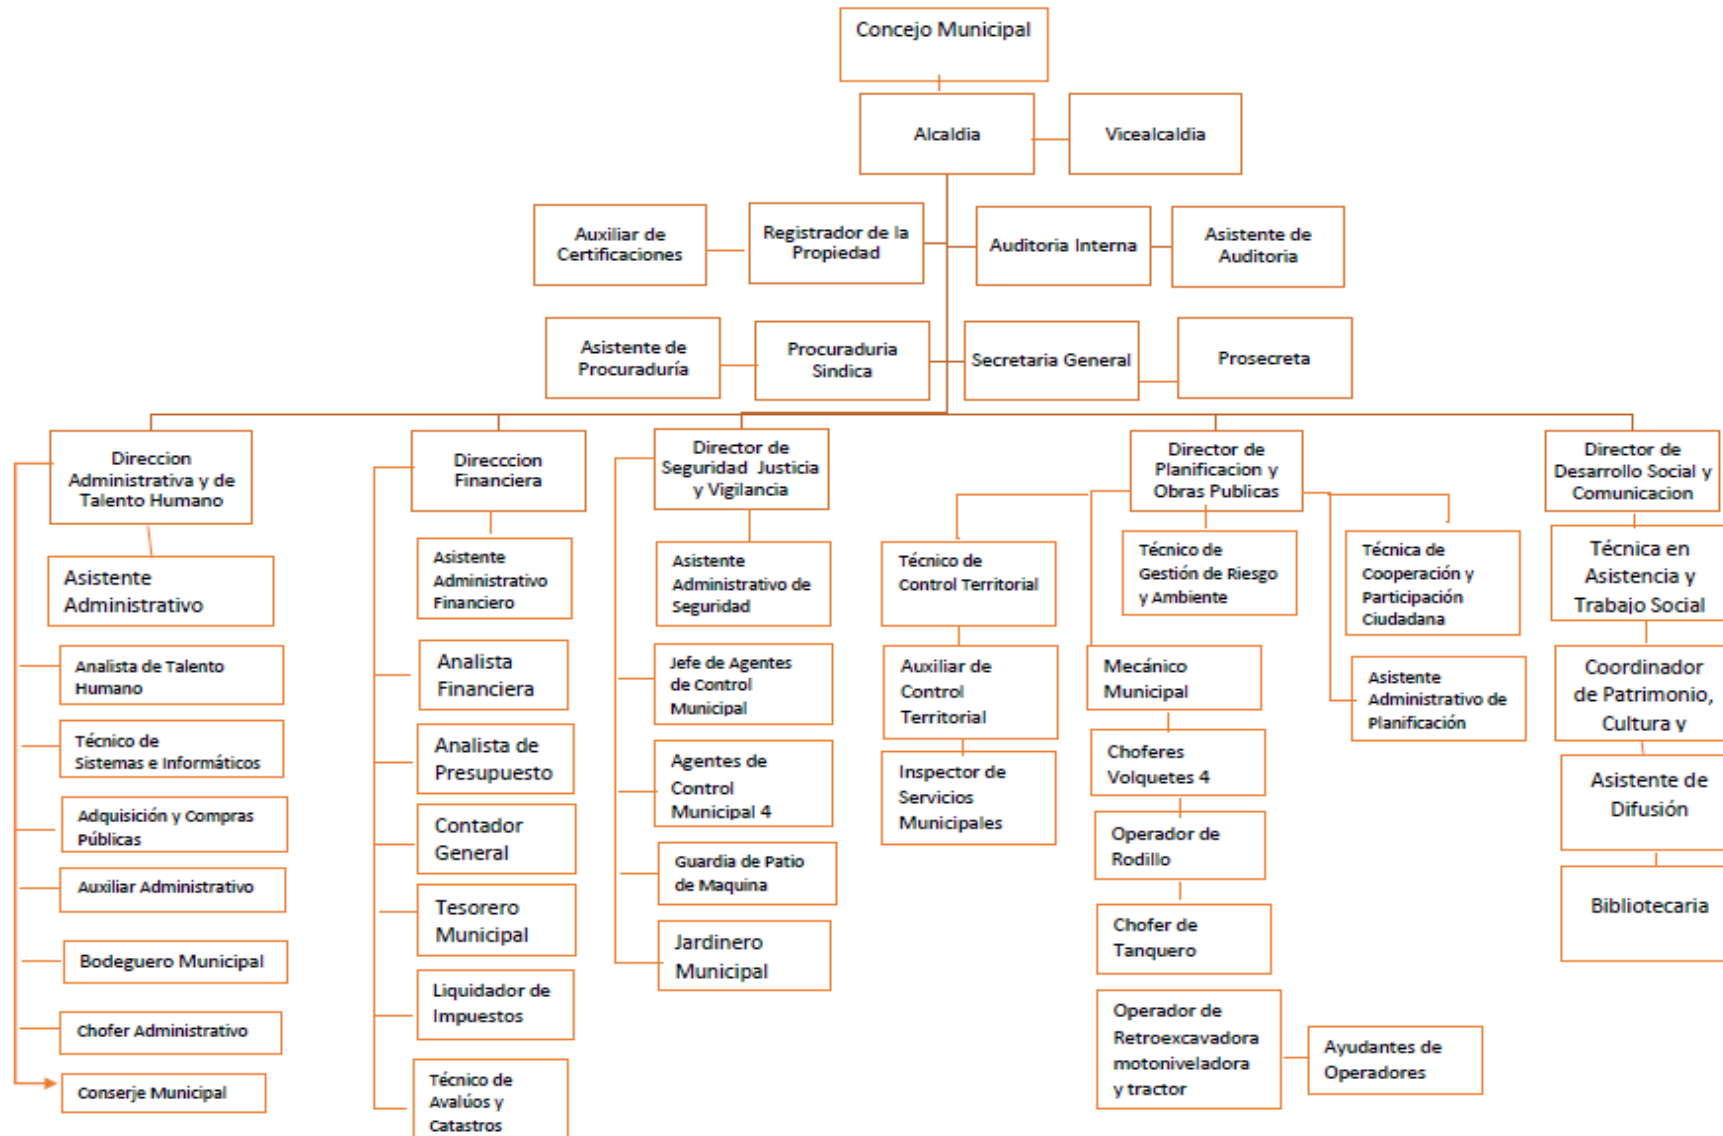 Concejo Municipal
Alcaldia
Vicealcaldia
Auxiliar de
Certificaciones
Registrador de la
Propiedad
Auditoria Interna
Asistente de
Auditoria
Asistente de
Procuraduría
Procuraduria
Sindica
Secretaria General
Prosecreta
Direccion
Administrativa y de
Talento Humano
Asistente
Administrativo
Analista de Talento
Humano
Técnico de
Sistemas e Informáticos
Adquisición y Compras
Públicas
Auxiliar Administrativo
Bodeguero Municipal
Chofer Administrativo
Conserje Municipal
Direcccion
Financiera
Asistente
Administrativo
Financiero
Analista
Financiera
Analista de
Presupuesto
Contador
General
Tesorero
Municipal
Liquidador de
Impuestos
Técnico de
Avalúos y
Catastros
Director de
Seguridad Justicia
y Vigilancia
Asistente
Administrativo de
Seguridad
Jefe de Agentes
de Control
Municipal
Agentes de
Control
Municipal 4
Guardia de Patio
de Maquina
Jardinero
Municipal
Director de
Planificacion y
Obras Publicas
Técnico de
Control Territorial
Auxiliar de
Control
Territorial
Inspector de
Servicios
Municipales
Mecánico
Municipal
Choferes
Volquetes 4
Operador de
Rodillo
Chofer de
Tanquero
Operador de
Retroexcavadora
motoniveladora
y tractor
Ayudantes de
Operadores
Técnico de
Gestión de Riesgo
y Ambiente
Técnica de
Cooperación y
Participación
Ciudadana
Asistente
Administrativo de
Planificación
Director de
Desarrollo Social y
Comunicacion
Técnica en
Asistencia y
Trabajo Social
Coordinador
de Patrimonio,
Cultura y
Asistente de
Difusión
Bibliotecaria